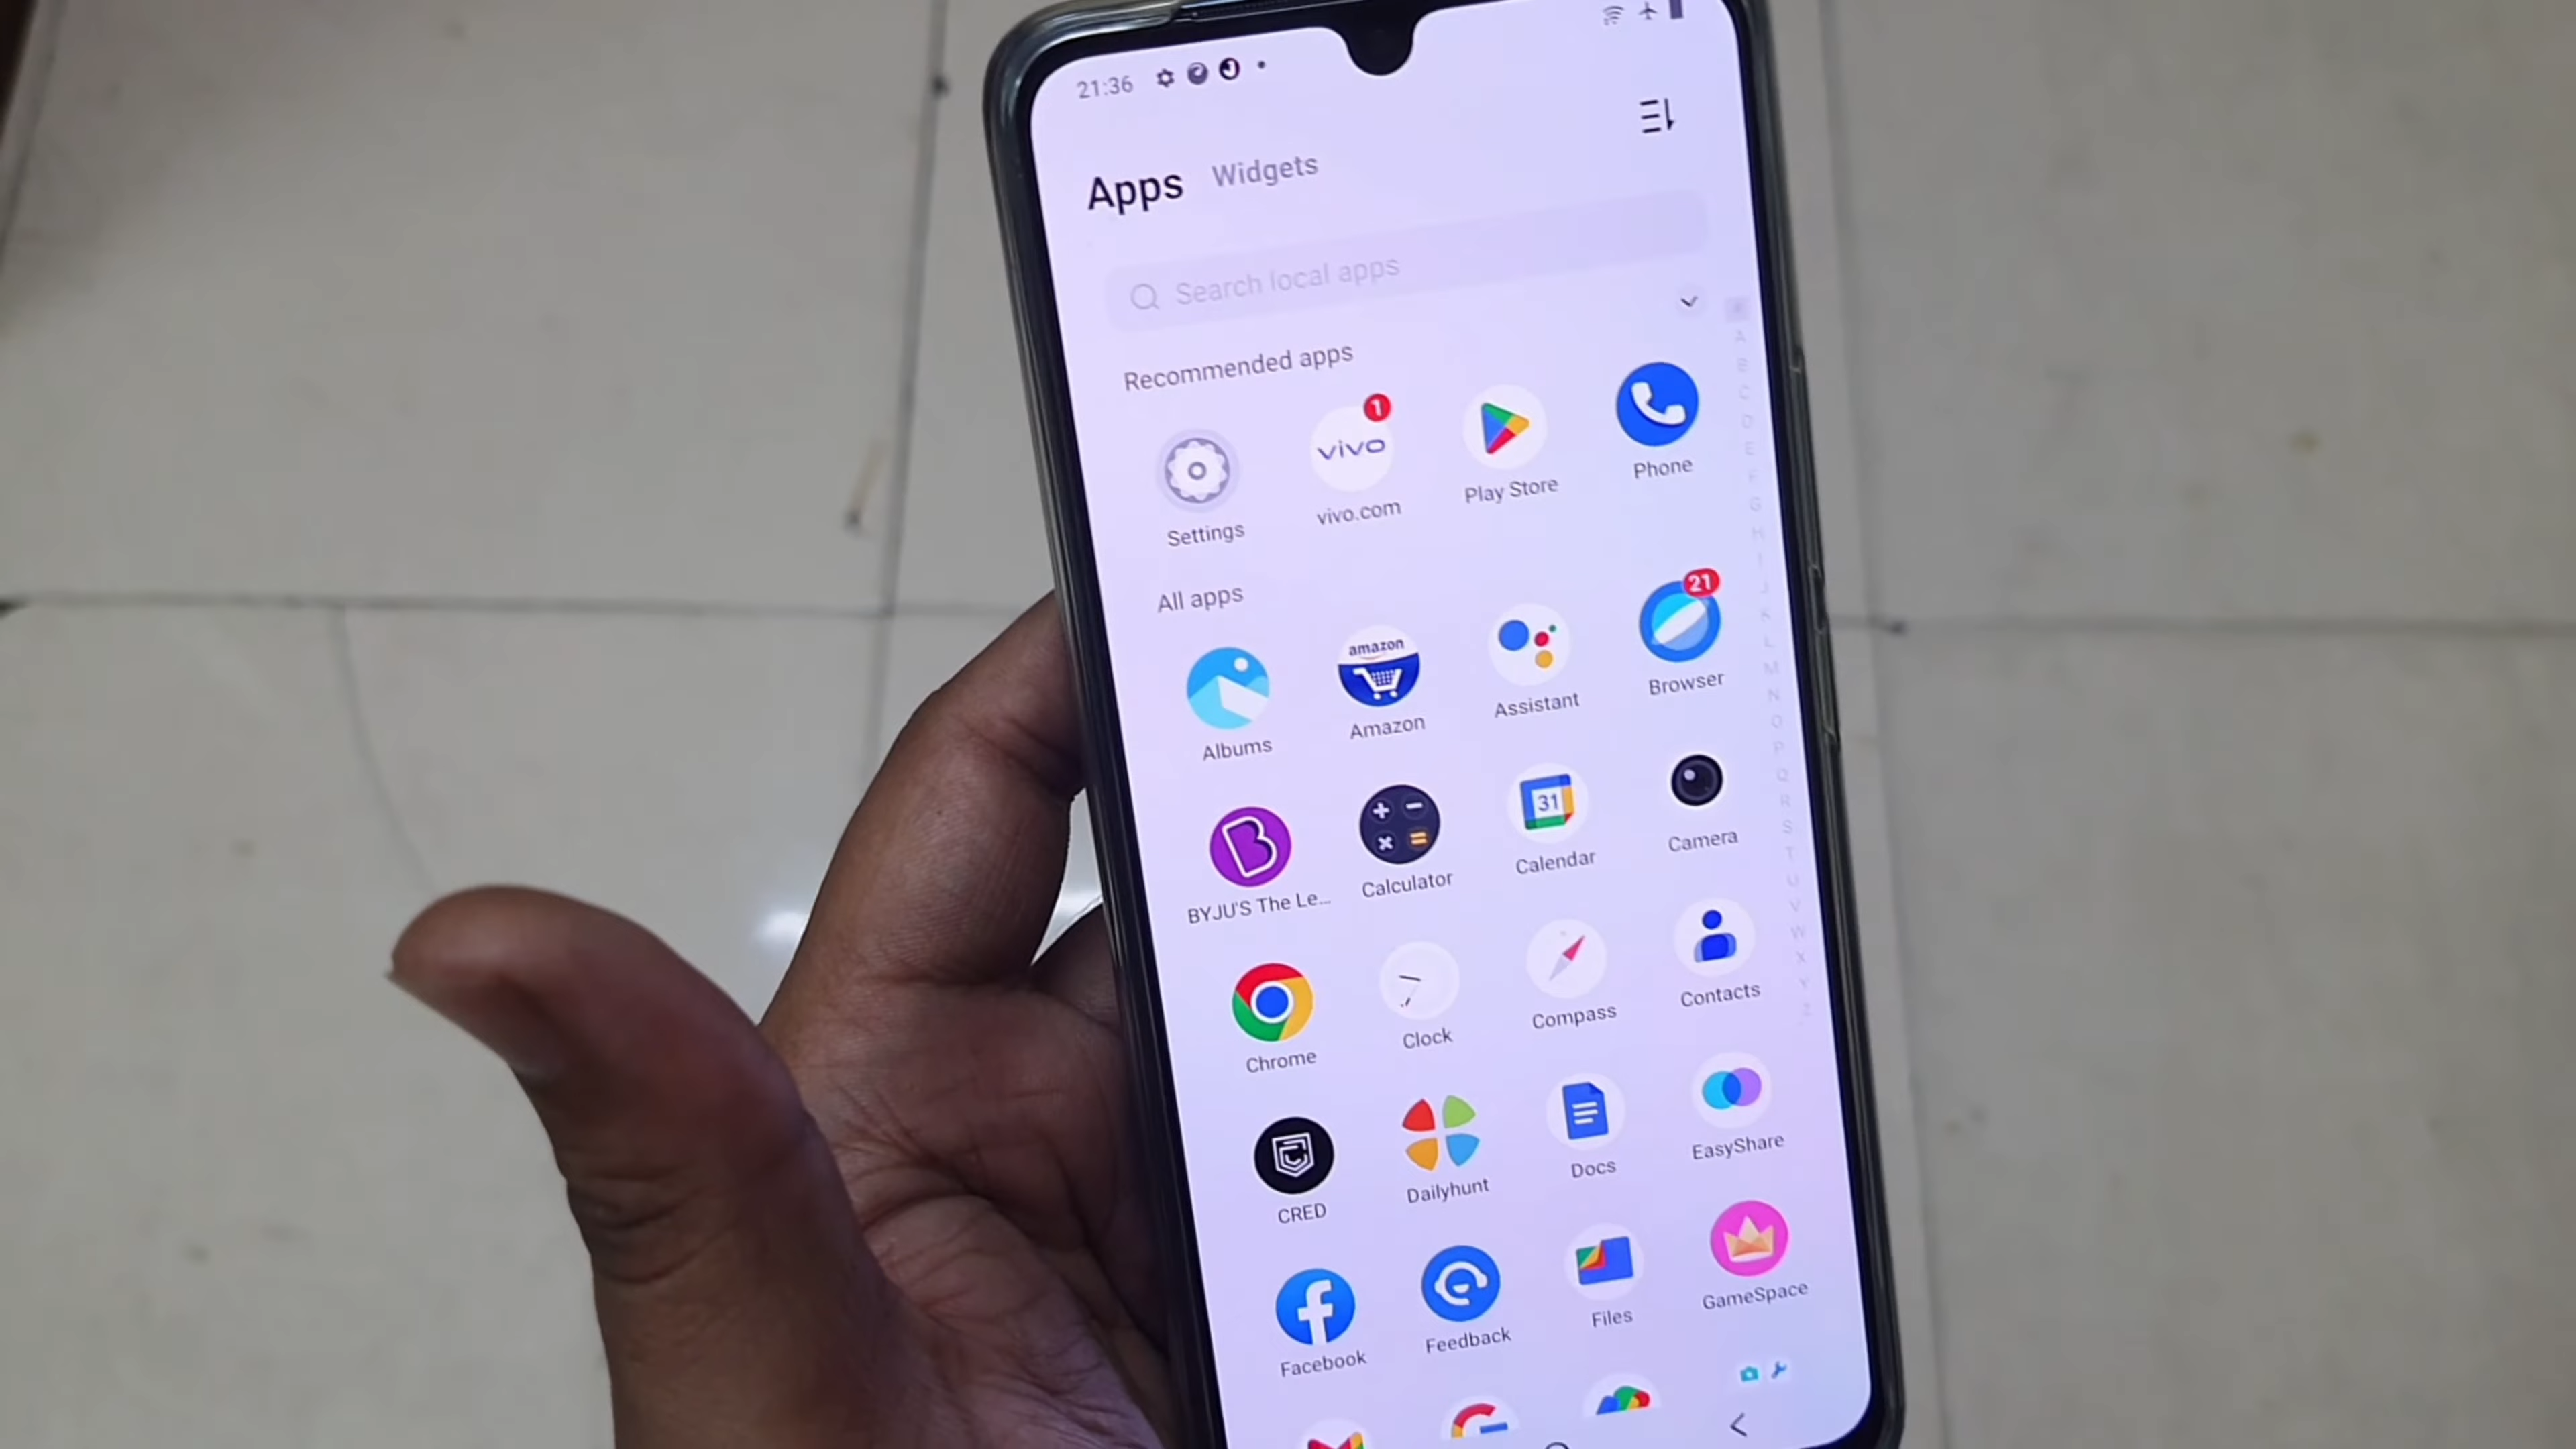 21:36
Apps Widgets
Search local apps
Recommended apps
1
vivo
Settings vivo.com Play Store Phone
All apps
21
amazon
Albums Amazon Assistant Browser
31
BYJU'S The Le... Calculator Calendar Camera
Chrome Clock Compass Contacts
CRED Dailyhunt Docs EasyShare
Facebook Feedback Files GameSpace
A
B
C
D
E
F
G
H
I
J
K
L
M
N
O
P
Q
R
S
T
U
V
W
X
Y
Z